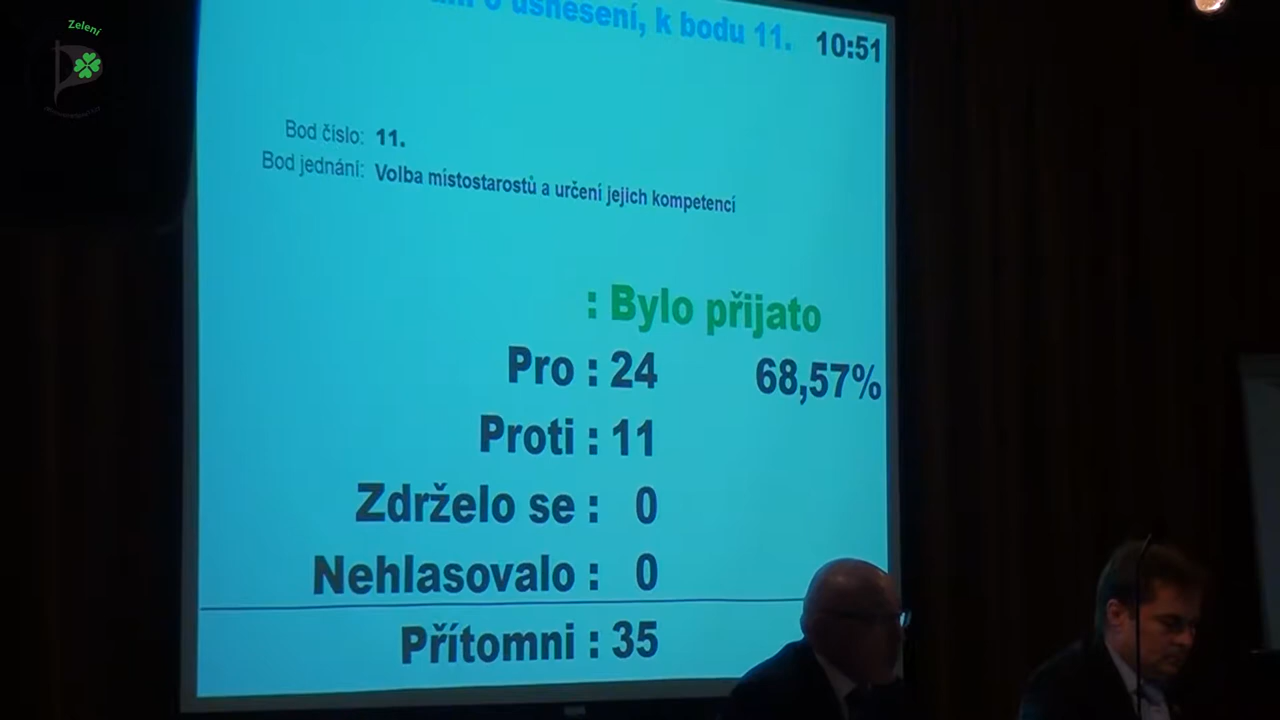 Zelení
usnesení, k bodu 11.
10:51
Bod číslo: 11.
Bod jednání: Volba místostarostů a určení jejich kompetencí
: Bylo přijato
Pro : 24 68,57%
Proti : 11
Zdrželo se : 0
Nehlasovalo : 0
Přítomni : 35